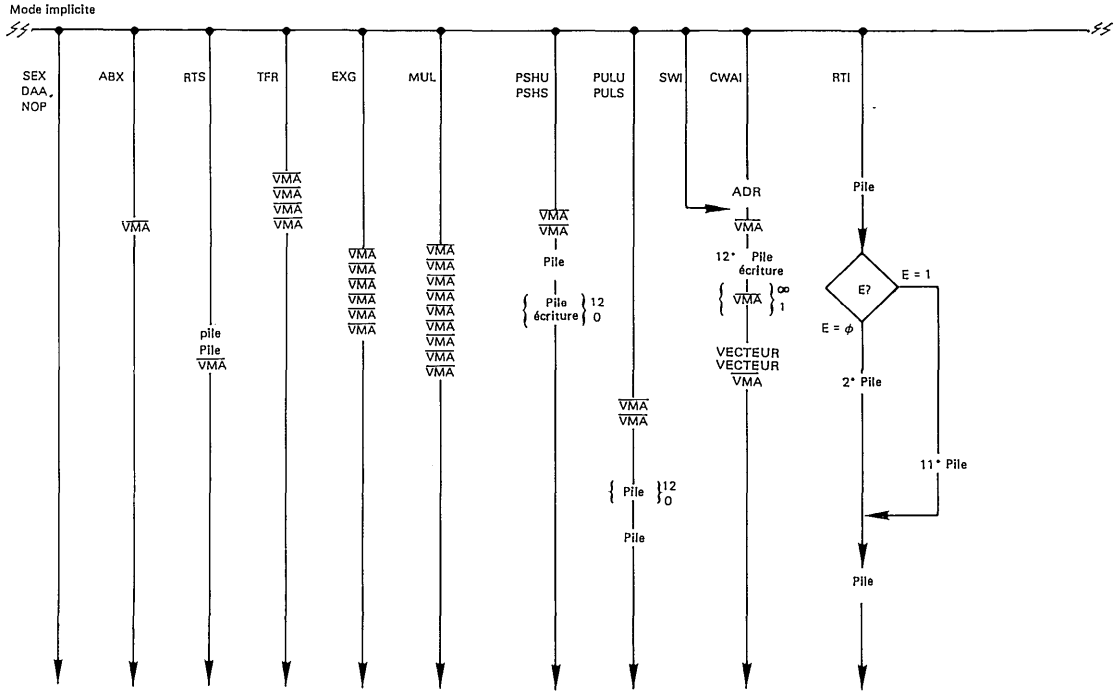 Mode implicite
SEX
DAA,
NOP
ABX
VMA
RTS
pile
Pile
VMA
TFR
VMA
VMA
VMA
VMA
EXG
VMA
VMA
VMA
VMA
VMA
VMA
MUL
VMA
VMA
VMA
VMA
VMA
VMA
VMA
VMA
VMA
PSHU
PSHS
VMA
VMA
Pile
{ Pile écriture } 12 0
PULU
PULS
VMA
VMA
{ Pile } 12 0
Pile
SWI
CWAI
ADR
VMA
12* Pile
écriture
{ VMA } ∞ 1
VECTEUR
VECTEUR
VMA
RTI
Pile
E?
E = 1
E = ϕ
2* Pile
11* Pile
Pile